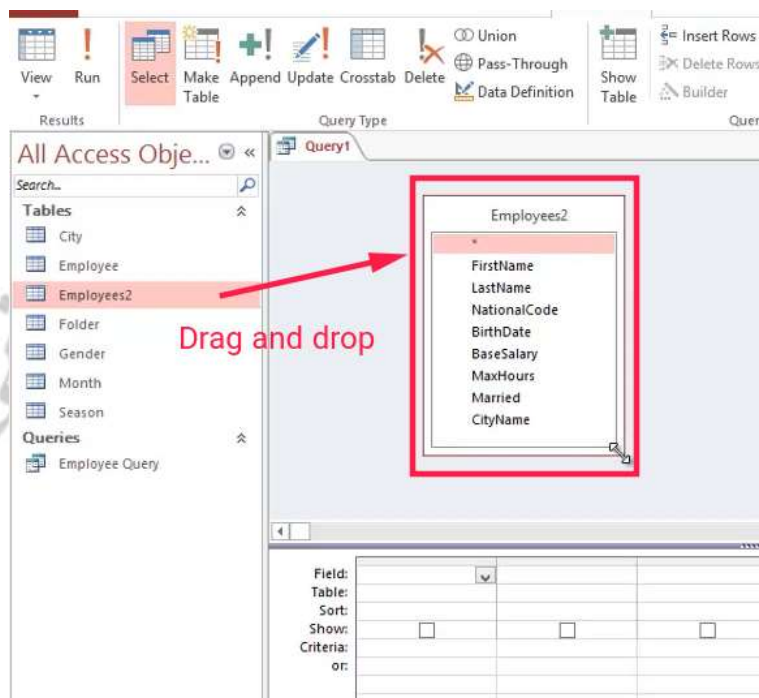 Union
Insert Rows
Pass-Through
Delete Rows
View
Run
Select
Make Table
Append
Update
Crosstab
Delete
Data Definition
Show Table
Builder
Results
Query Type
All Access Obje...
«
Query1
Search..
Tables
City
Employee
Employees2
Folder
Gender
Month
Season
Queries
Employee Query
Drag and drop
Employees2
*
FirstName
LastName
NationalCode
BirthDate
BaseSalary
MaxHours
Married
CityName
Field:
Table:
Sort:
Show:
Criteria:
or: